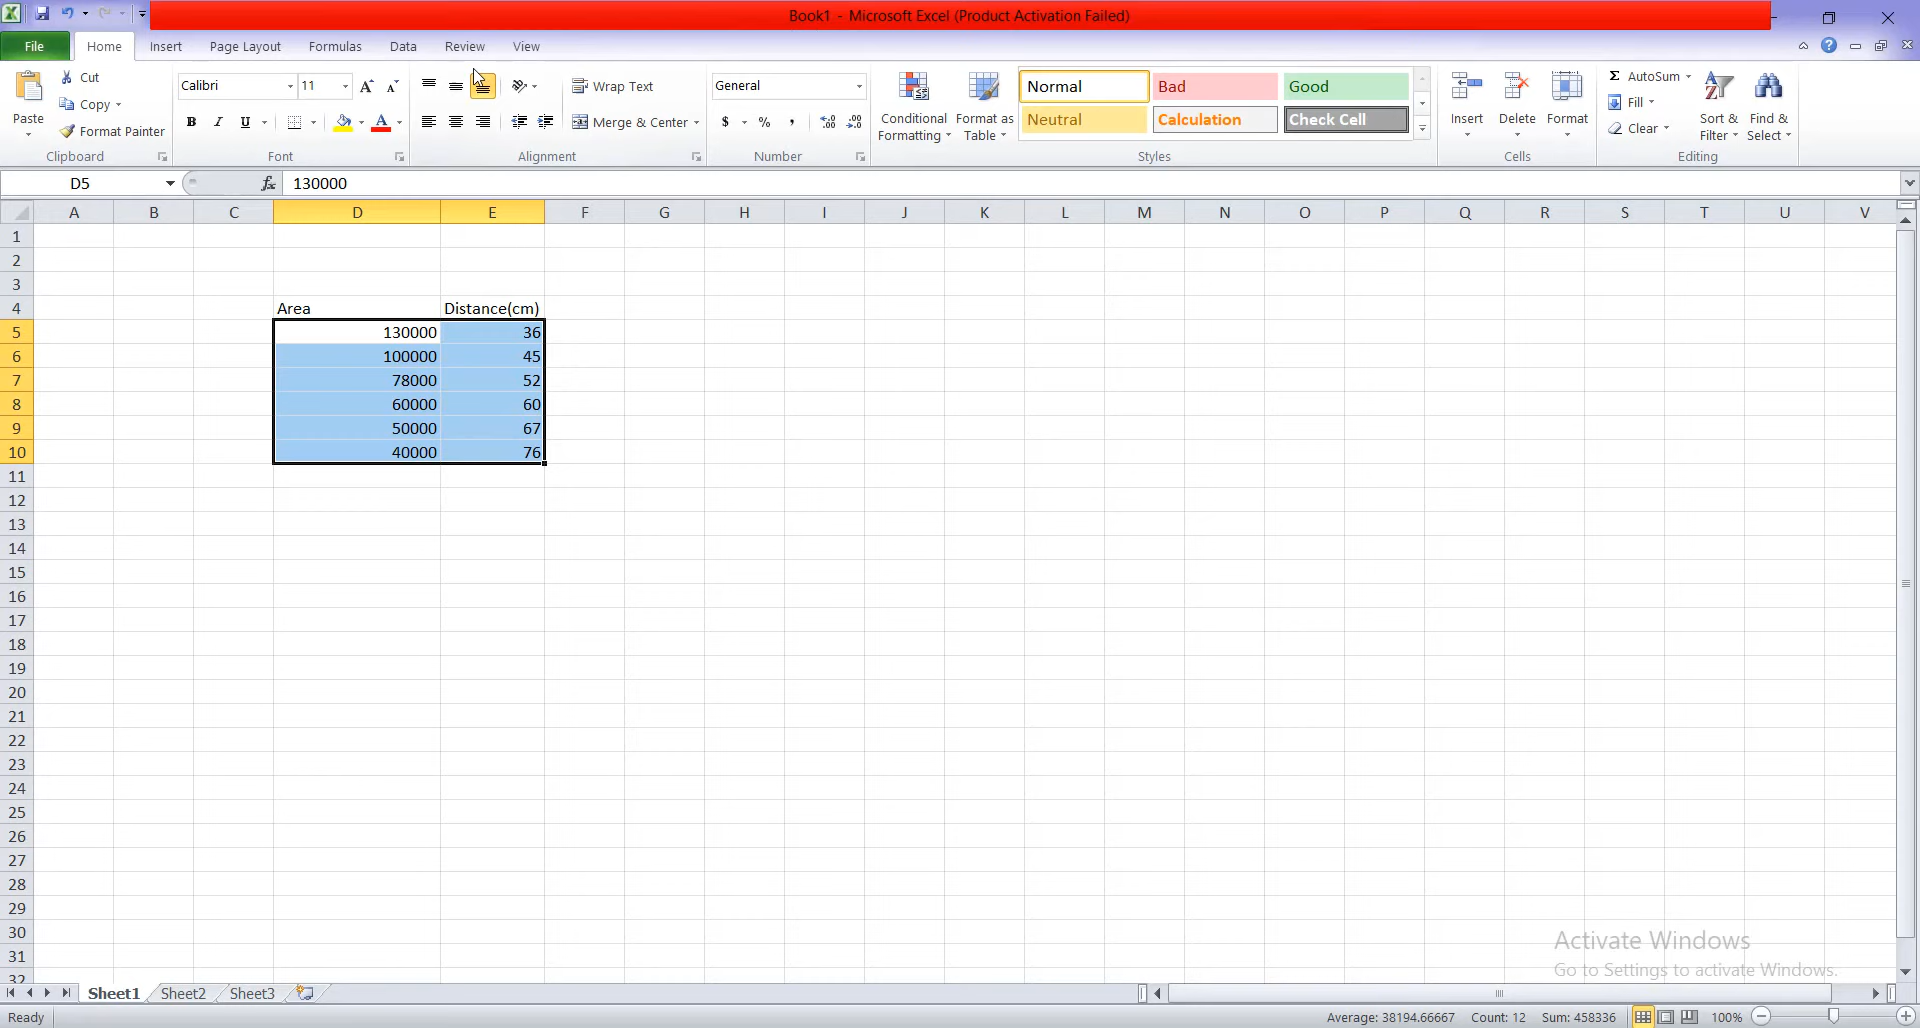 Book1 - Microsoft Excel (Product Activation Failed)
File Home Insert Page Layout Formulas Data Review View
Paste
Cut
Copy
Format Painter
Clipboard
Calibri 11
B I U
Font
Wrap Text
Merge & Center
Alignment
General
$ % ,
Number
Conditional Formatting
Format as Table
Normal Bad Good
Neutral Calculation Check Cell
Styles
Insert Delete Format
Cells
Σ AutoSum
Fill
Clear
Sort & Filter
Find & Select
Editing
D5 fx 130000
A B C D E F G H I J K L M N O P Q R S T U V
1
2
3
4 Area Distance(cm)
5 130000 36
6 100000 45
7 78000 52
8 60000 60
9 50000 67
10 40000 76
11
12
13
14
15
16
17
18
19
20
21
22
23
24
25
26
27
28
29
30
31
32
Activate Windows
Go to Settings to activate Windows.
Sheet1 Sheet2 Sheet3
Ready Average: 38194.66667 Count: 12 Sum: 458336 100%